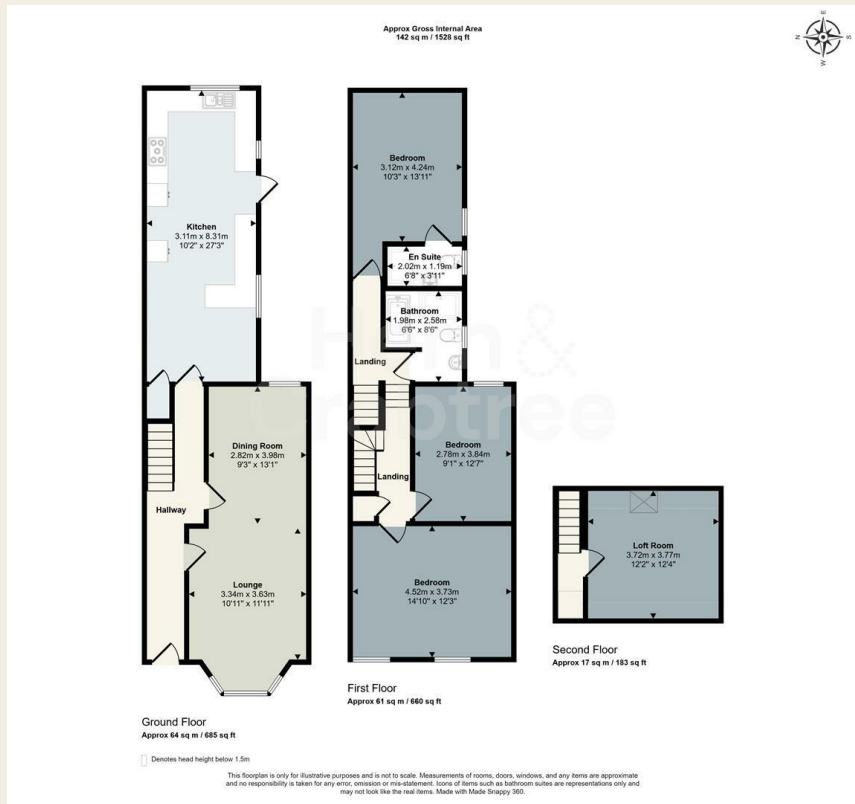 Approx Gross Internal Area
142 sq m / 1528 sq ft
N
E
S
W
Kitchen
3.11m x 8.31m
10'2" x 27'3"
Dining Room
2.82m x 3.98m
9'3" x 13'1"
Hallway
Lounge
3.34m x 3.63m
10'11" x 11'11"
Ground Floor
Approx 64 sq m / 685 sq ft
Bedroom
3.12m x 4.24m
10'3" x 13'11"
En Suite
2.02m x 1.19m
6'8" x 3'11"
Bathroom
1.98m x 2.58m
6'6" x 8'6"
Landing
Bedroom
2.78m x 3.84m
9'1" x 12'7"
Landing
Bedroom
4.52m x 3.73m
14'10" x 12'3"
First Floor
Approx 61 sq m / 660 sq ft
Loft Room
3.72m x 3.77m
12'2" x 12'4"
Second Floor
Approx 17 sq m / 183 sq ft
Denotes head height below 1.5m
This floorplan is only for illustrative purposes and is not to scale. Measurements of rooms, doors, windows, and any items are approximate
and no responsibility is taken for any error, omission or mis-statement. Icons of items such as bathroom suites are representations only and
may not look like the real items. Made with Made Snappy 360.